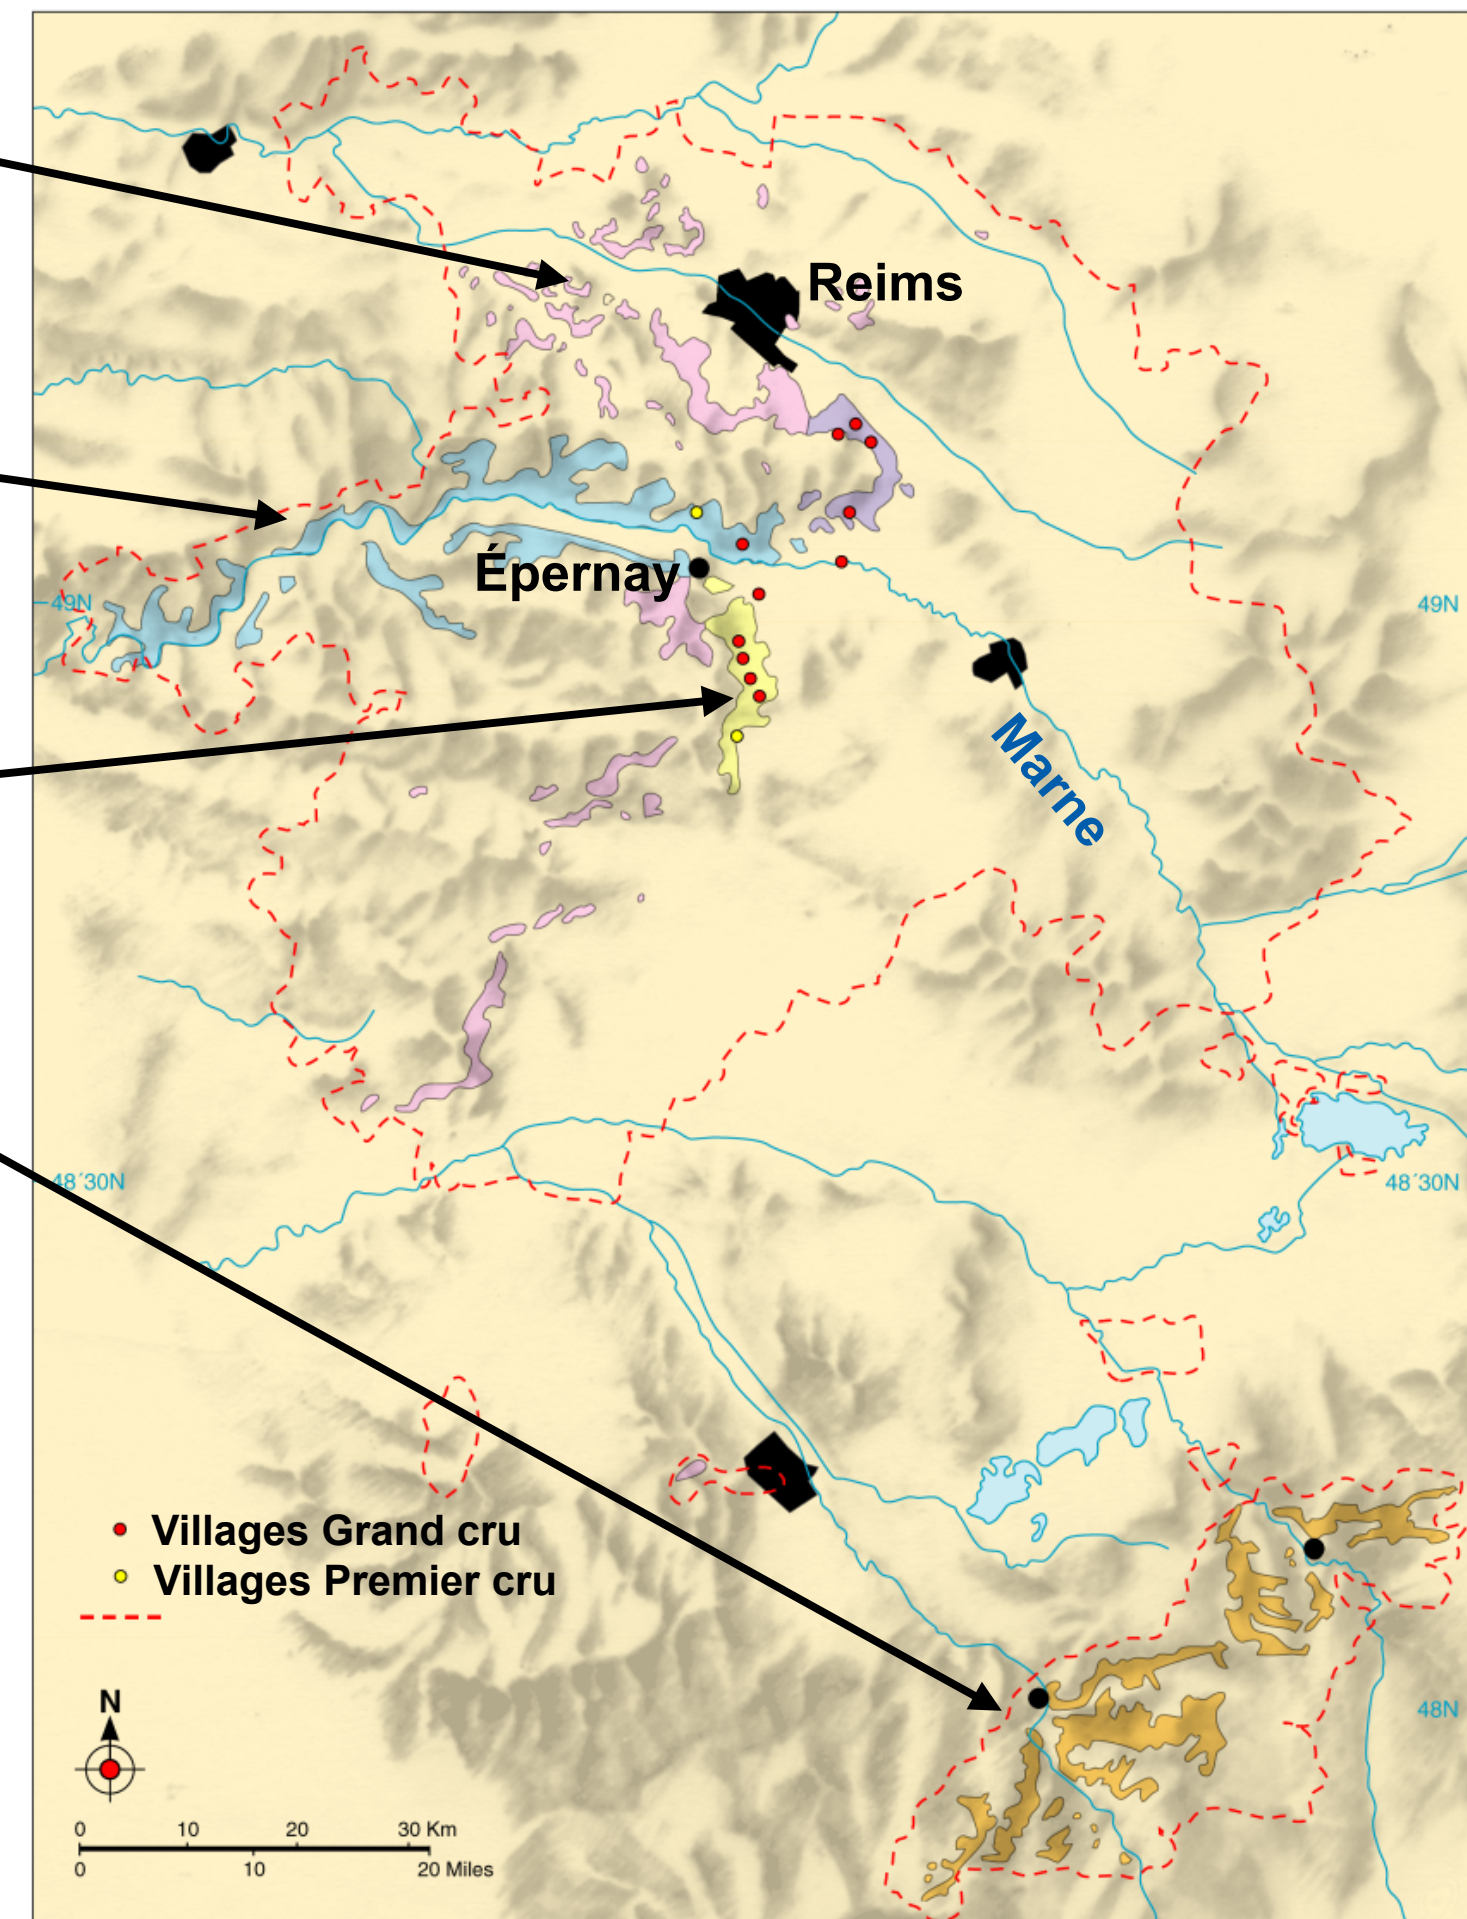 Reims
Épernay
49N
49N
Marne
48´30N
48´30N
Villages Grand cru
Villages Premier cru
N
48N
0 10 20 30 Km
0 10 20 Miles